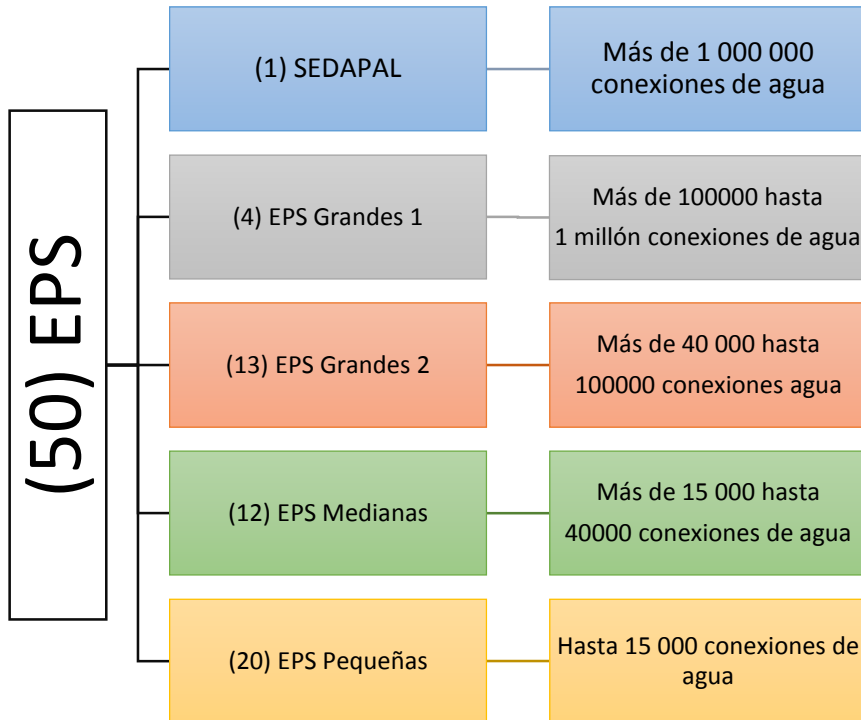 (50) EPS
(1) SEDAPAL
Más de 1 000 000
conexiones de agua
(4) EPS Grandes 1
Más de 100000 hasta
1 millón conexiones de agua
(13) EPS Grandes 2
Más de 40 000 hasta
100000 conexiones agua
(12) EPS Medianas
Más de 15 000 hasta
40000 conexiones de agua
(20) EPS Pequeñas
Hasta 15 000 conexiones de
agua